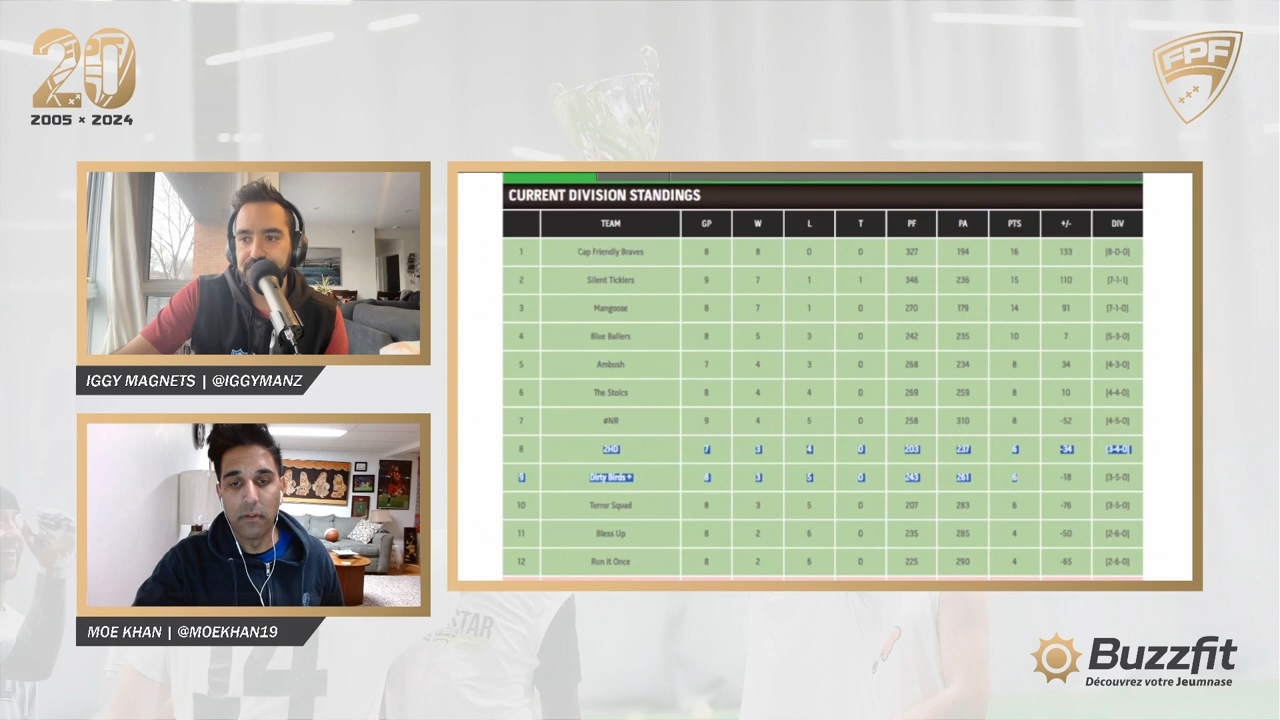 20
2005 × 2024
FPF
IGGY MAGNETS | @IGGYMANZ
MOE KHAN | @MOEKHAN19
CURRENT DIVISION STANDINGS
TEAM GP W L T PF PA PTS +/- DIV
1 Cap Friendly Braves 8 8 0 0 327 194 16 133 (8-0-0)
2 Silent Ticklers 9 7 1 1 346 236 15 110 (7-1-1)
3 Mangoose 8 7 1 0 270 179 14 91 (7-1-0)
4 Blue Ballers 8 5 3 0 242 235 10 7 (5-3-0)
5 Ambush 7 4 3 0 268 234 8 34 (4-3-0)
6 The Stoics 8 4 4 0 269 259 8 10 (4-4-0)
7 #NR 9 4 5 0 258 310 8 -52 (4-5-0)
8 2HO 7 3 4 0 203 237 6 -34 (3-4-0)
9 Dirty Birds + 8 3 5 0 243 261 6 -18 (3-5-0)
10 Terror Squad 8 3 5 0 207 283 6 -76 (3-5-0)
11 Bless Up 8 2 6 0 235 285 4 -50 (2-6-0)
12 Run It Once 8 2 6 0 225 290 4 -65 (2-6-0)
STAR
14
Buzzfit
Découvrez votre Jeumnase